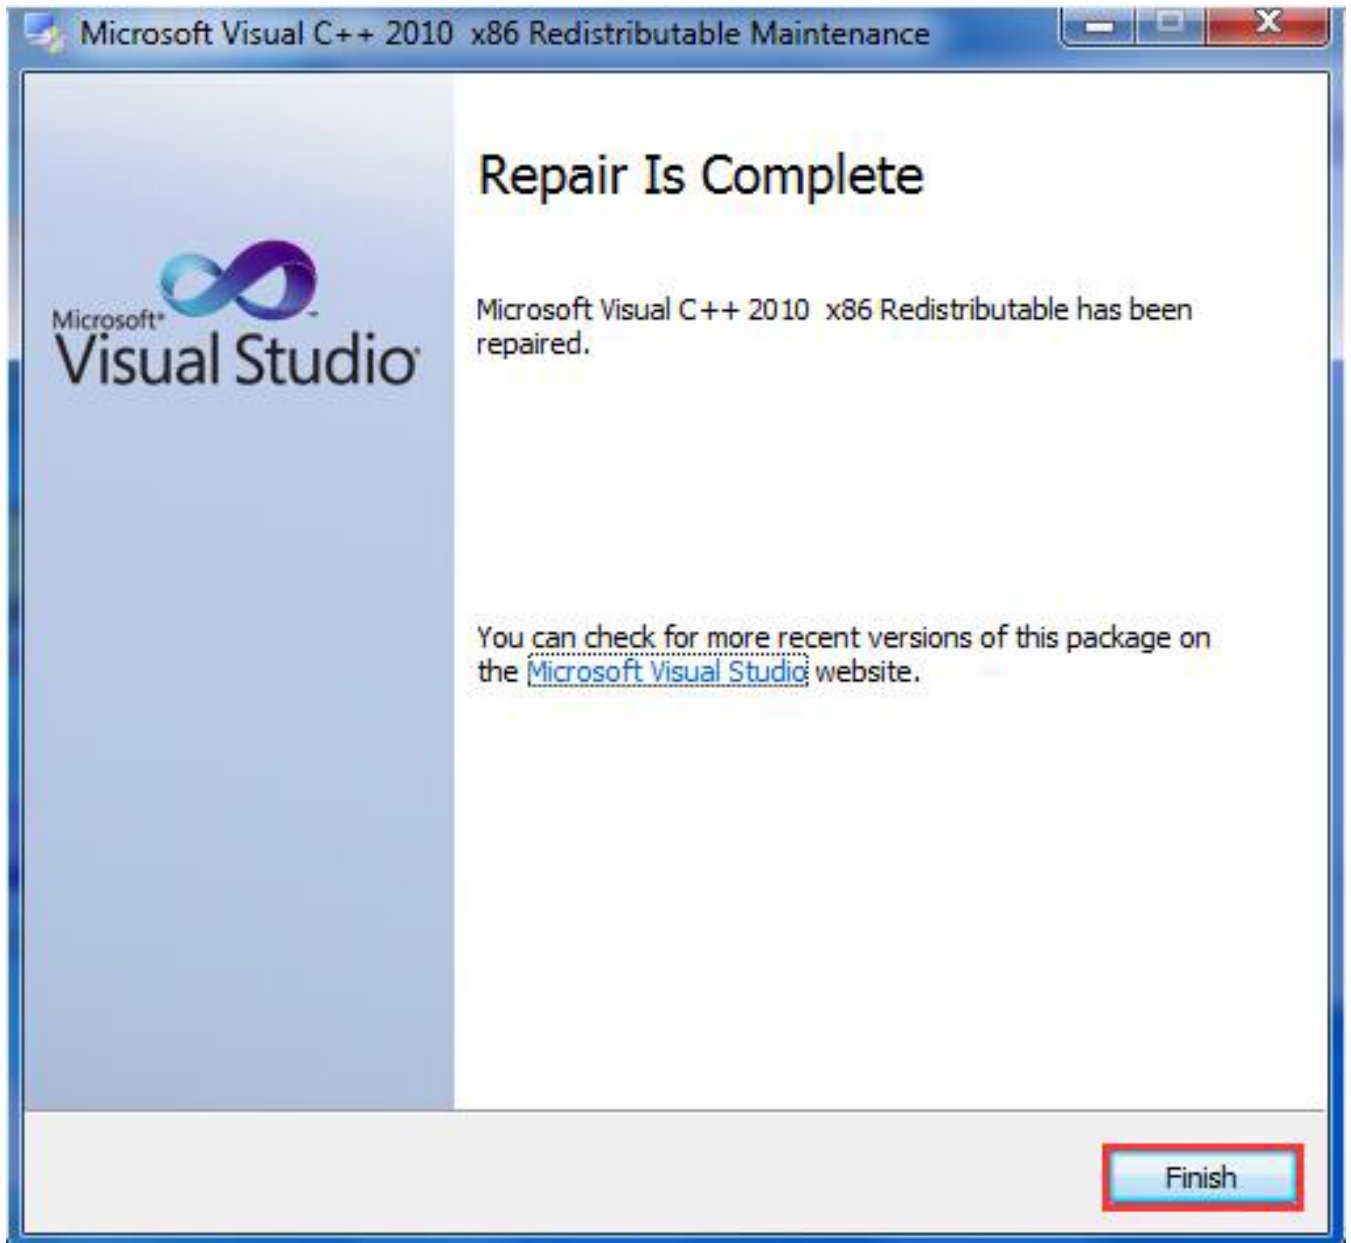 Microsoft Visual C++ 2010  x86 Redistributable Maintenance
Repair Is Complete
Microsoft®
Visual Studio®
Microsoft Visual C++ 2010  x86 Redistributable has been
repaired.
You can check for more recent versions of this package on
the Microsoft Visual Studio website.
Finish